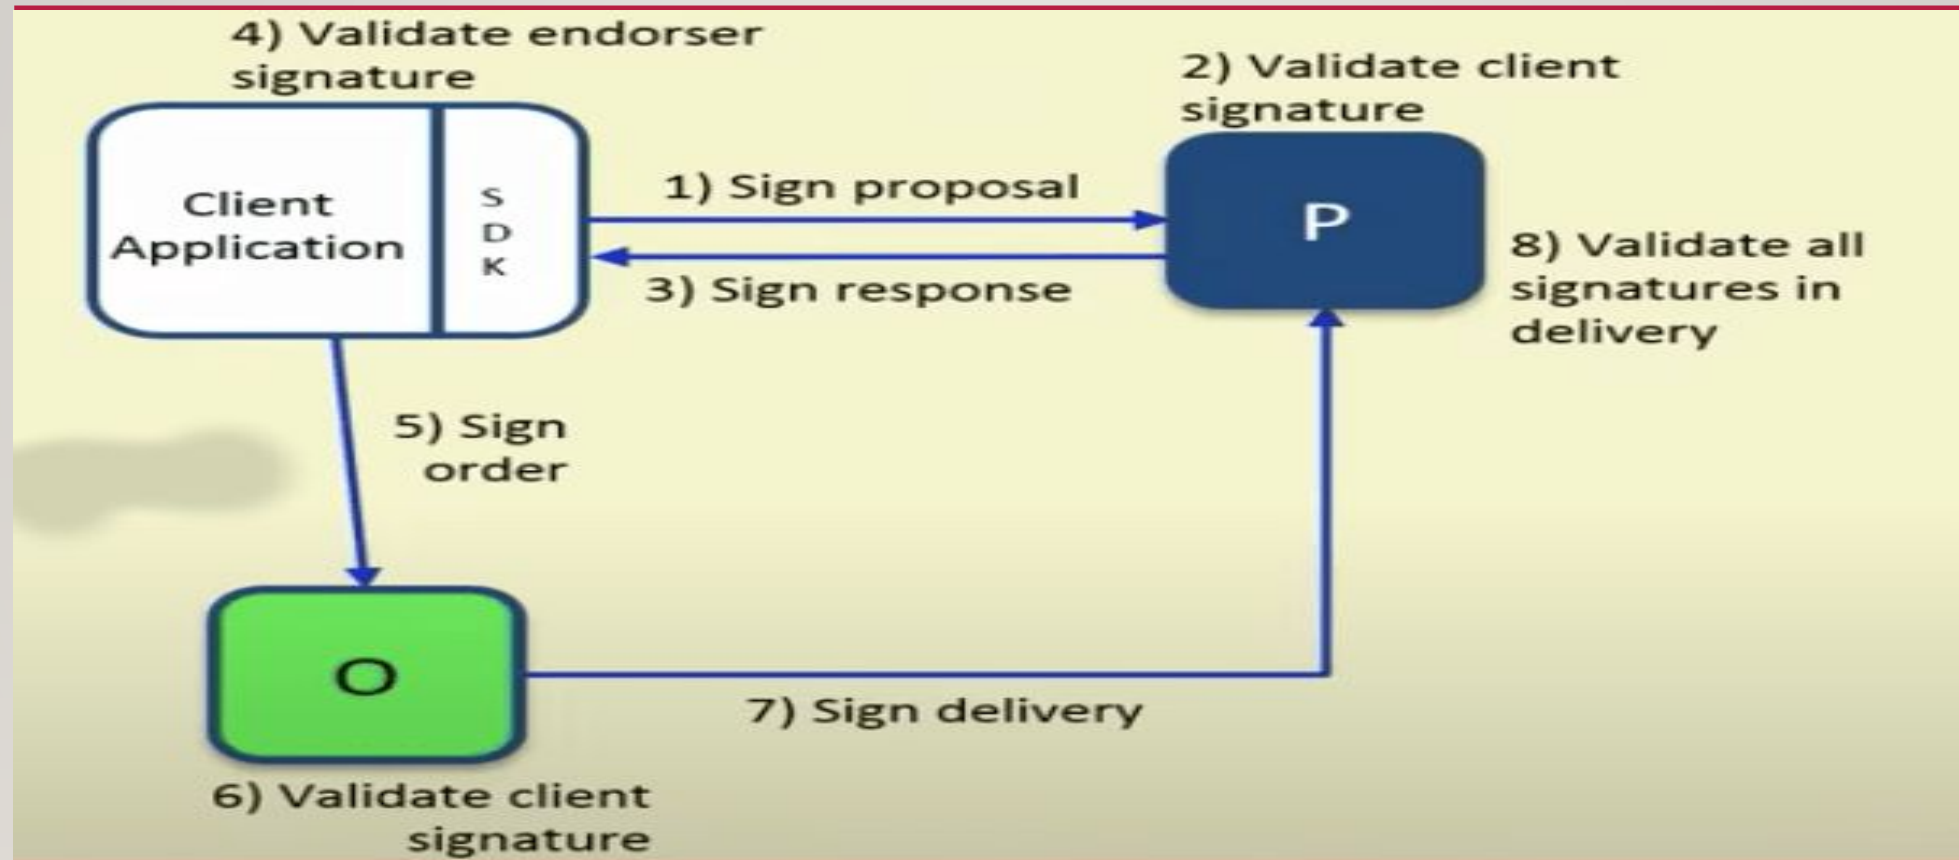 4) Validate endorser
signature
2) Validate client
signature
Client
Application
S
D
K
1) Sign proposal
3) Sign response
P
8) Validate all
signatures in
delivery
5) Sign
order
O
7) Sign delivery
6) Validate client
signature